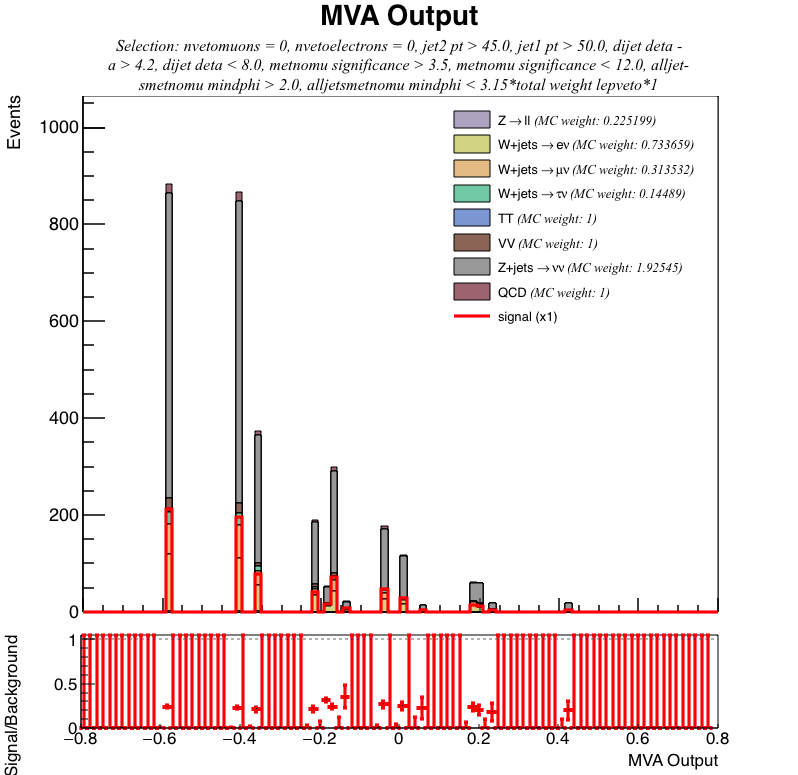 MVA Output
Selection: nvetomuons = 0, nvetoelectrons = 0, jet2 pt > 45.0, jet1 pt > 50.0, dijet deta -
a > 4.2, dijet deta < 8.0, metnomu significance > 3.5, metnomu significance < 12.0, alljet-
smetnomu mindphi > 2.0, alljetsmetnomu mindphi < 3.15*total weight lepveto*1
Events
1000
800
600
400
200
0
Z→ll (MC weight: 0.225199)
W+jets→eν (MC weight: 0.733659)
W+jets→μν (MC weight: 0.313532)
W+jets→τν (MC weight: 0.14489)
TT (MC weight: 1)
VV (MC weight: 1)
Z+jets→νν (MC weight: 1.92545)
QCD (MC weight: 1)
signal (x1)
Signal/Background
1
0.5
0
−0.8 −0.6 −0.4 −0.2 0 0.2 0.4 0.6 0.8
MVA Output